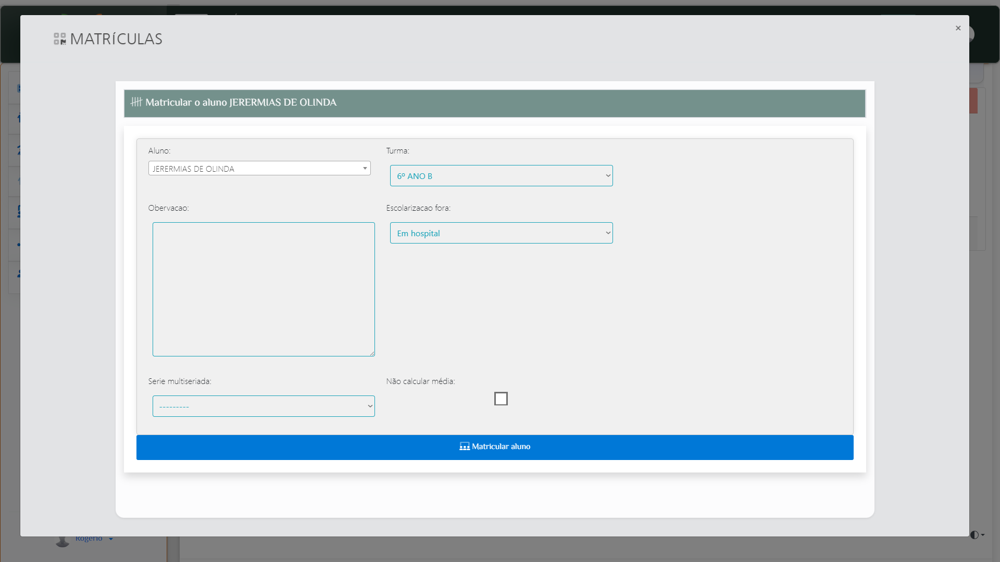 MATRÍCULAS
×
Matricular o aluno JERERMIAS DE OLINDA
Aluno:
Turma:
JERERMIAS DE OLINDA
6º ANO B
Obervacao:
Escolarizacao fora:
Em hospital
Serie multiseriada:
Não calcular média:
---------
Matricular aluno
Rogério